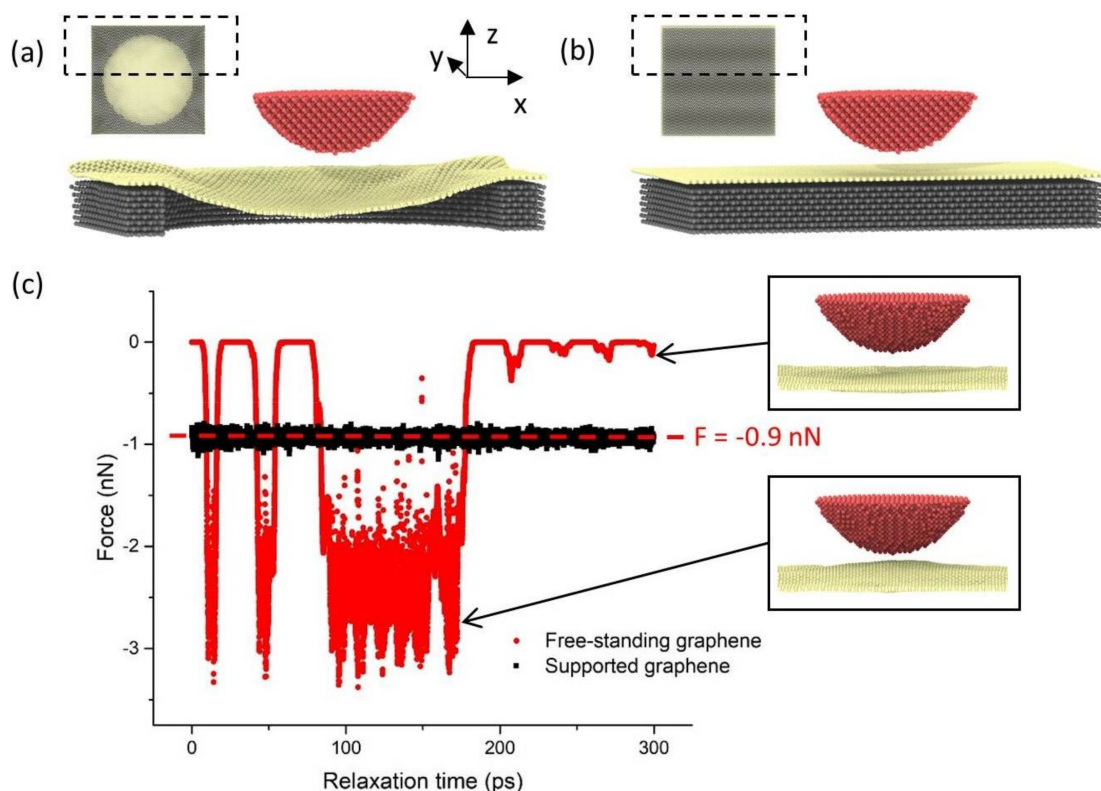 (a)
z
y
x
(b)
(c)
0
-1
-2
-3
Force (nN)
F = -0.9 nN
Free-standing graphene
Supported graphene
0
100
200
300
Relaxation time (ps)